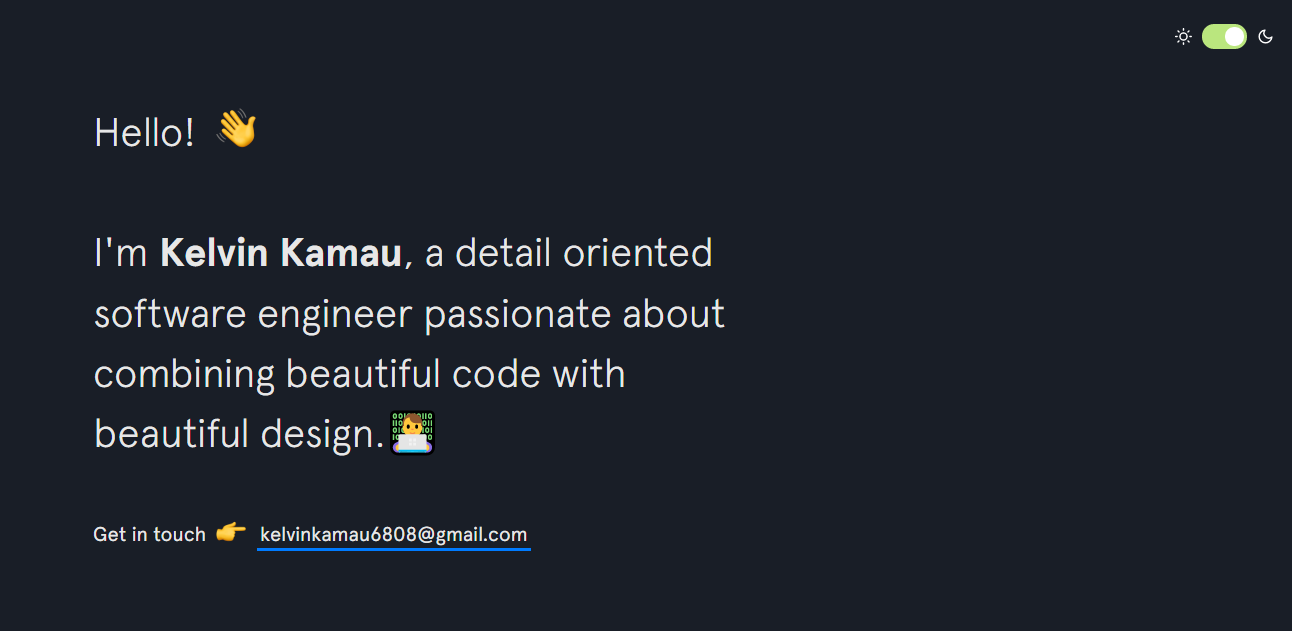 Hello! 👋
I'm Kelvin Kamau, a detail oriented
software engineer passionate about
combining beautiful code with
beautiful design. 👨‍💻
Get in touch 👉 kelvinkamau6808@gmail.com